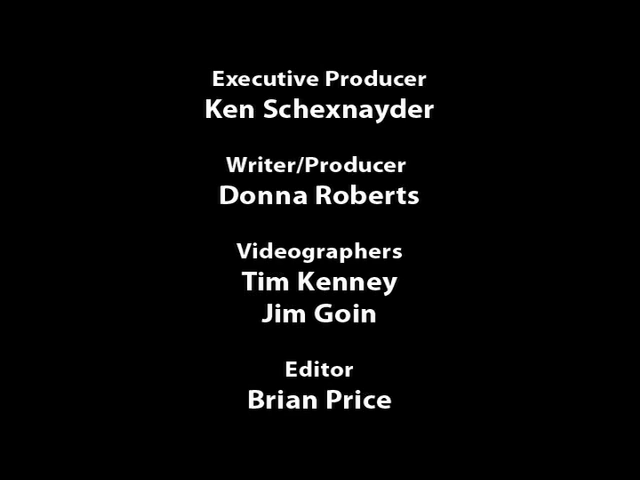 Executive Producer
Ken Schexnayder
Writer/Producer
Donna Roberts
Videographers
Tim Kenney
Jim Goin
Editor
Brian Price